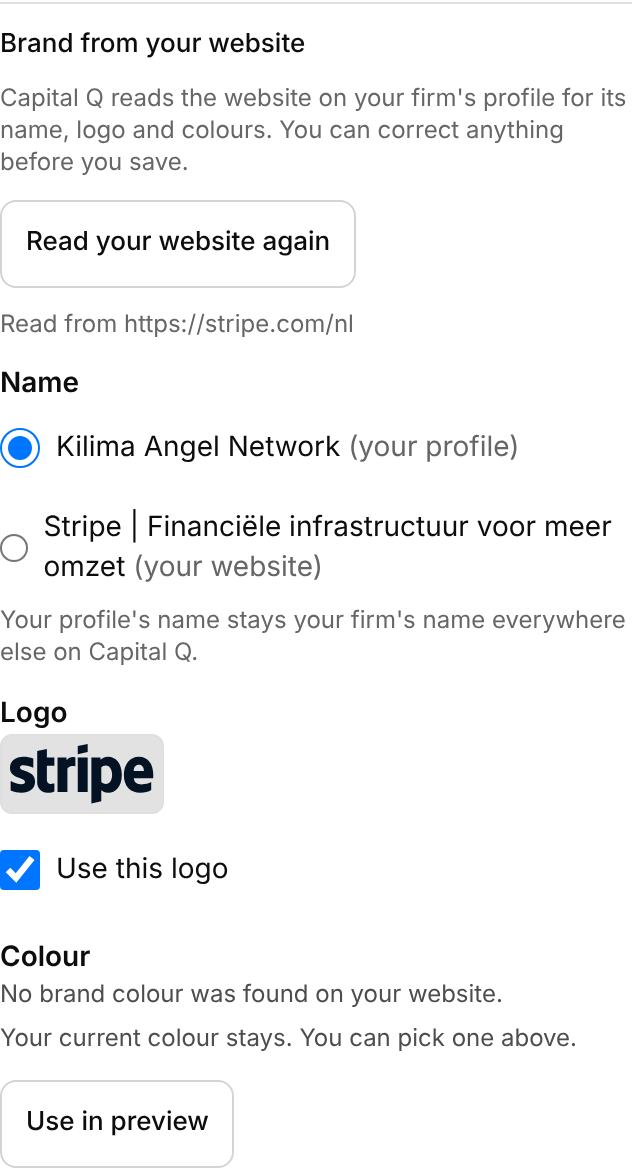 Brand from your website
Capital Q reads the website on your firm's profile for its
name, logo and colours. You can correct anything
before you save.
Read your website again
Read from https://stripe.com/nl
Name
Kilima Angel Network (your profile)
Stripe | Financiële infrastructuur voor meer
omzet (your website)
Your profile's name stays your firm's name everywhere
else on Capital Q.
Logo
stripe
Use this logo
Colour
No brand colour was found on your website.
Your current colour stays. You can pick one above.
Use in preview